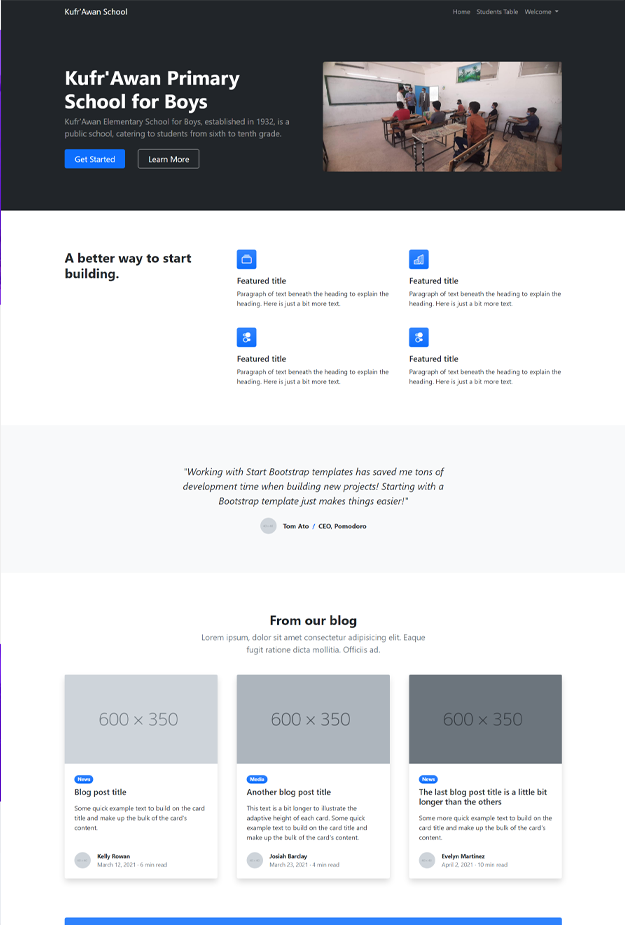 Kufr'Awan School
Home Students Table Welcome
Kufr'Awan Primary
School for Boys
Kufr'Awan Elementary School for Boys, established in 1932, is a
public school, catering to students from sixth to tenth grade.
Get Started Learn More
A better way to start
building.
Featured title
Paragraph of text beneath the heading to explain the
heading. Here is just a bit more text.
Featured title
Paragraph of text beneath the heading to explain the
heading. Here is just a bit more text.
Featured title
Paragraph of text beneath the heading to explain the
heading. Here is just a bit more text.
Featured title
Paragraph of text beneath the heading to explain the
heading. Here is just a bit more text.
"Working with Start Bootstrap templates has saved me tons of
development time when building new projects! Starting with a
Bootstrap template just makes things easier!"
Tom Ato / CEO, Pomodoro
From our blog
Lorem ipsum, dolor sit amet consectetur adipisicing elit. Eaque
fugit ratione dicta mollitia. Officiis ad.
600 × 350
News
Blog post title
Some quick example text to build on the card
title and make up the bulk of the card's
content.
Kelly Rowan
March 12, 2021 · 6 min read
600 × 350
Media
Another blog post title
This text is a bit longer to illustrate the
adaptive height of each card. Some quick
example text to build on the card title and
make up the bulk of the card's content.
Josiah Barclay
March 23, 2021 · 4 min read
600 × 350
News
The last blog post title is a little bit
longer than the others
Some more quick example text to build on the
card title and make up the bulk of the card's
content.
Evelyn Martinez
April 2, 2021 · 10 min read